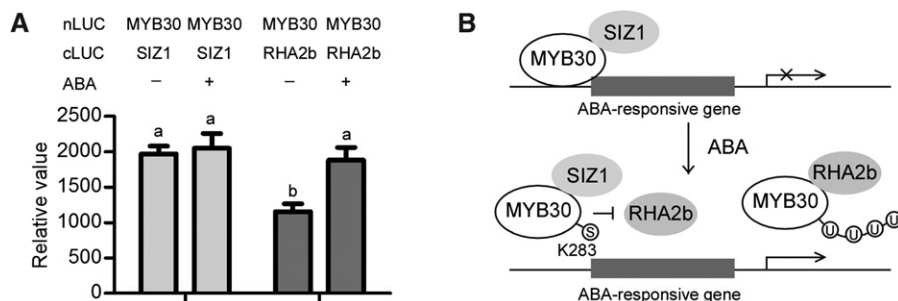 A
nLUC MYB30 MYB30 MYB30 MYB30
cLUC SIZ1 SIZ1 RHA2b RHA2b
ABA – + – +
Relative value
2500
2000
1500
1000
500
0
a
a
b
a
B
SIZ1
MYB30
ABA-responsive gene
ABA
SIZ1
MYB30
S
K283
RHA2b
RHA2b
MYB30
U U U U
ABA-responsive gene